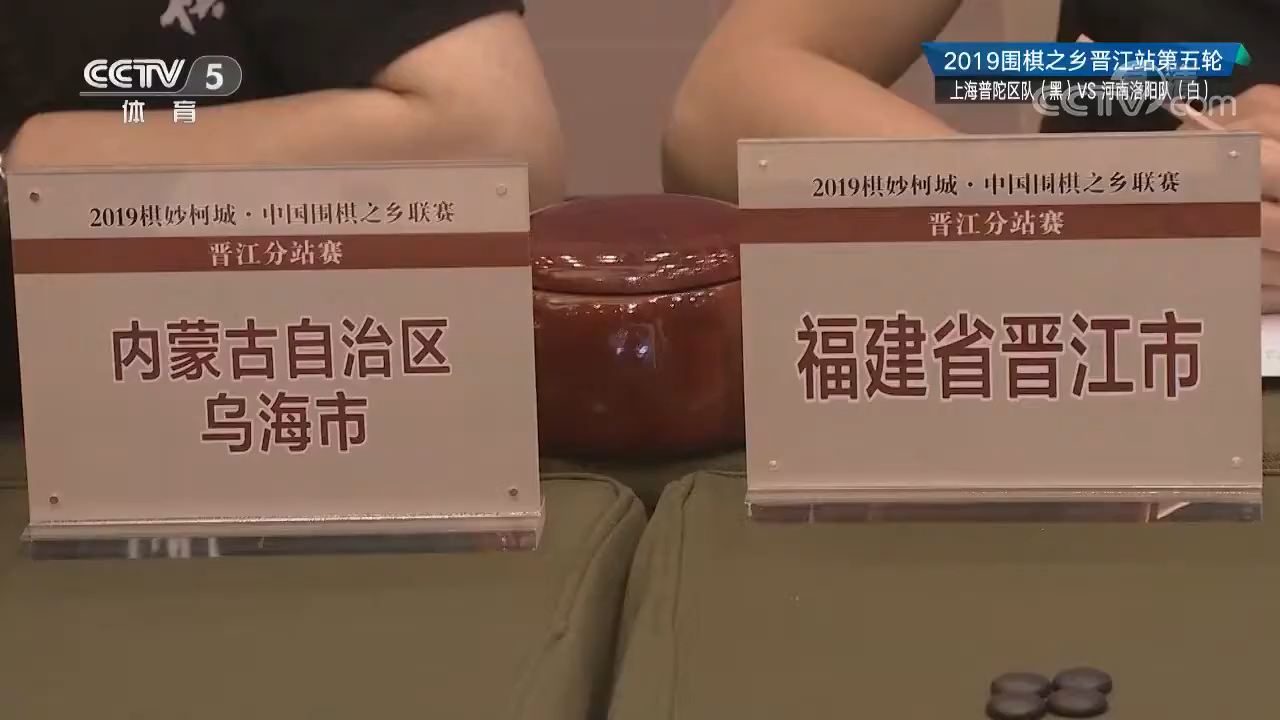 棋
CCTV 5
体育
2019围棋之乡晋江站第五轮
上海普陀区队（黑）VS 河南洛阳队（白）
2019棋妙柯城·中国围棋之乡联赛
晋江分站赛
内蒙古自治区
乌海市
2019棋妙柯城·中国围棋之乡联赛
晋江分站赛
福建省晋江市